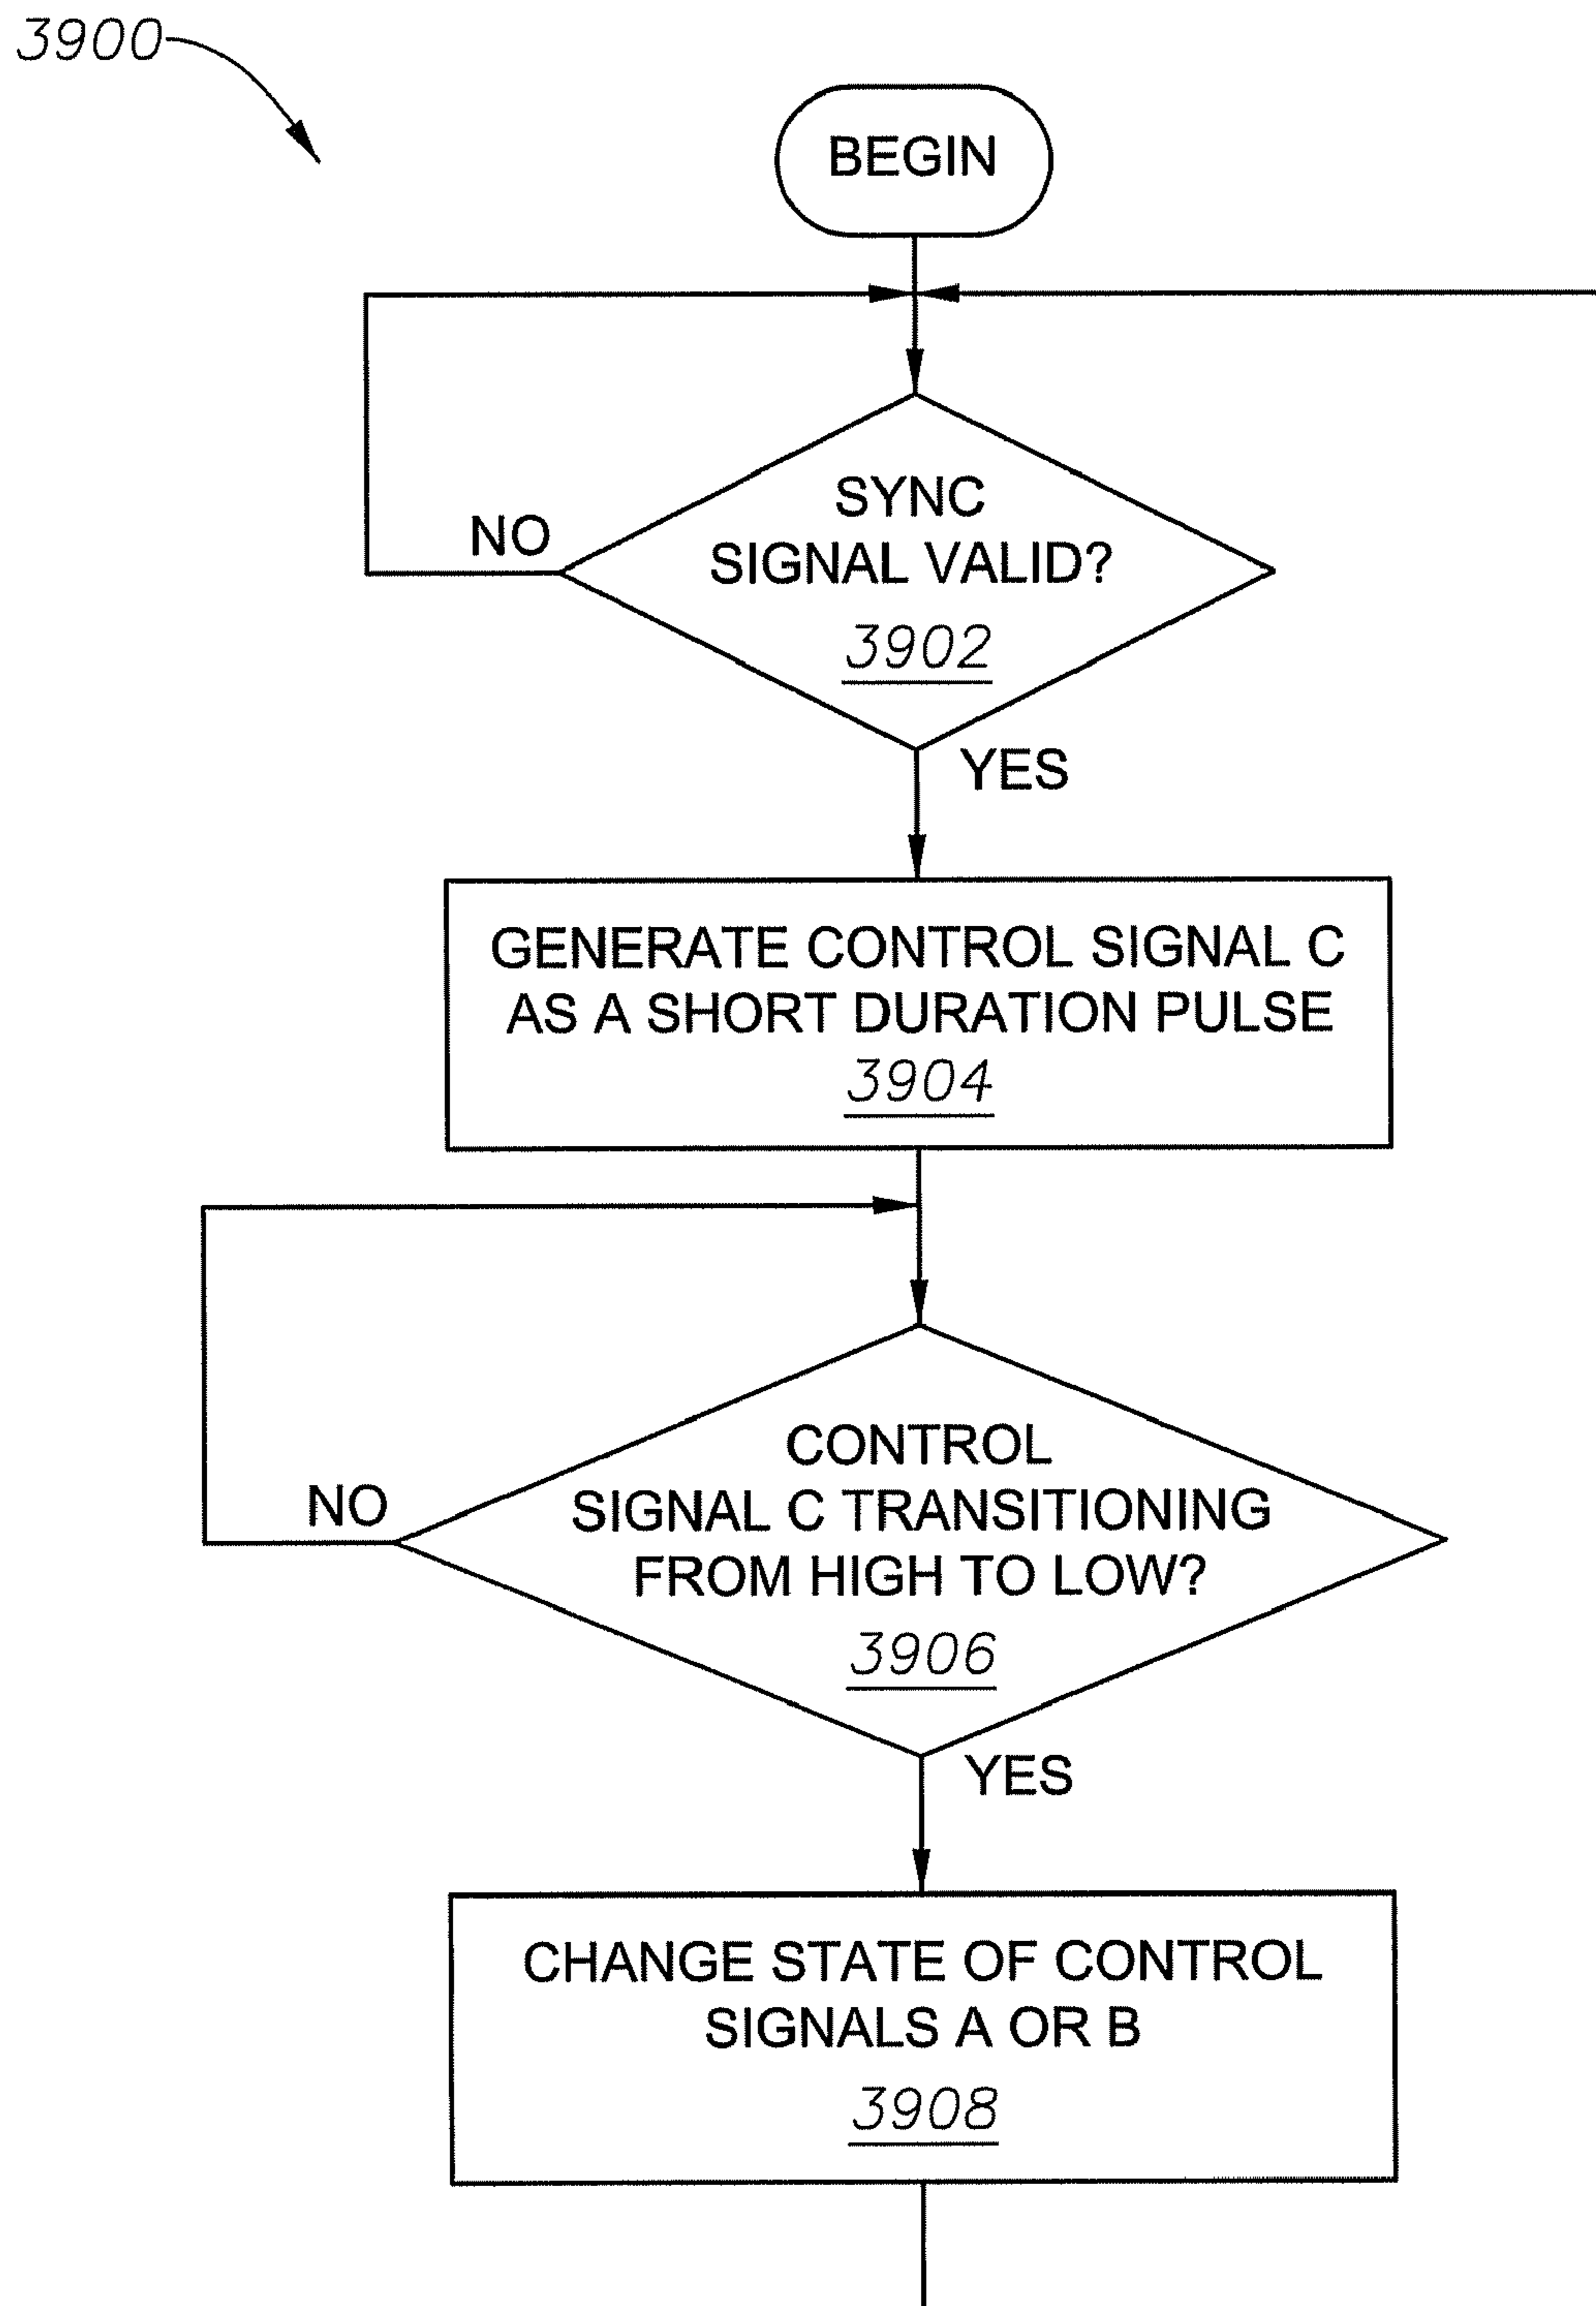 3900
BEGIN
SYNC
SIGNAL VALID?
3902
NO
YES
GENERATE CONTROL SIGNAL C
AS A SHORT DURATION PULSE
3904
CONTROL
SIGNAL C TRANSITIONING
FROM HIGH TO LOW?
3906
NO
YES
CHANGE STATE OF CONTROL
SIGNALS A OR B
3908